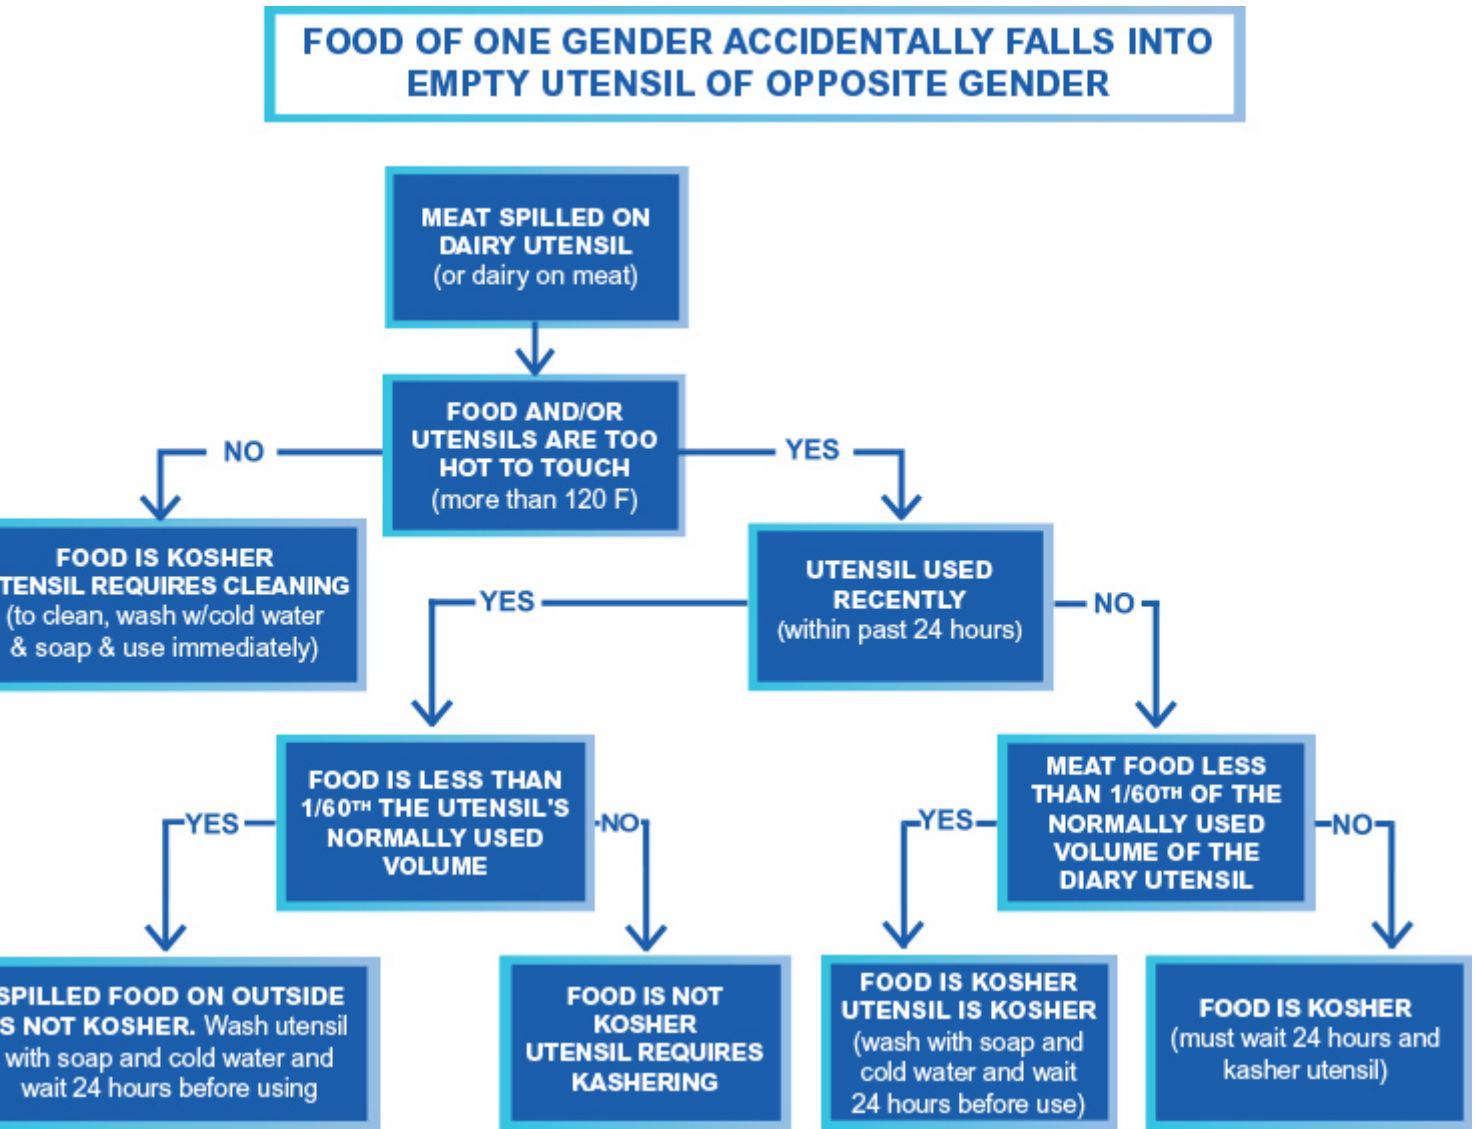 FOOD OF ONE GENDER ACCIDENTALLY FALLS INTO
EMPTY UTENSIL OF OPPOSITE GENDER
MEAT SPILLED ON
DAIRY UTENSIL
(or dairy on meat)
FOOD AND/OR
UTENSILS ARE TOO
HOT TO TOUCH
(more than 120 F)
NO
YES
FOOD IS KOSHER
TENSIL REQUIRES CLEANING
(to clean, wash w/cold water
& soap & use immediately)
UTENSIL USED
RECENTLY
(within past 24 hours)
YES
NO
FOOD IS LESS THAN
1/60TH THE UTENSIL'S
NORMALLY USED
VOLUME
YES
NO
MEAT FOOD LESS
THAN 1/60TH OF THE
NORMALLY USED
VOLUME OF THE
DIARY UTENSIL
YES
NO
SPILLED FOOD ON OUTSIDE
S NOT KOSHER. Wash utensil
with soap and cold water and
wait 24 hours before using
FOOD IS NOT
KOSHER
UTENSIL REQUIRES
KASHERING
FOOD IS KOSHER
UTENSIL IS KOSHER
(wash with soap and
cold water and wait
24 hours before use)
FOOD IS KOSHER
(must wait 24 hours and
kasher utensil)